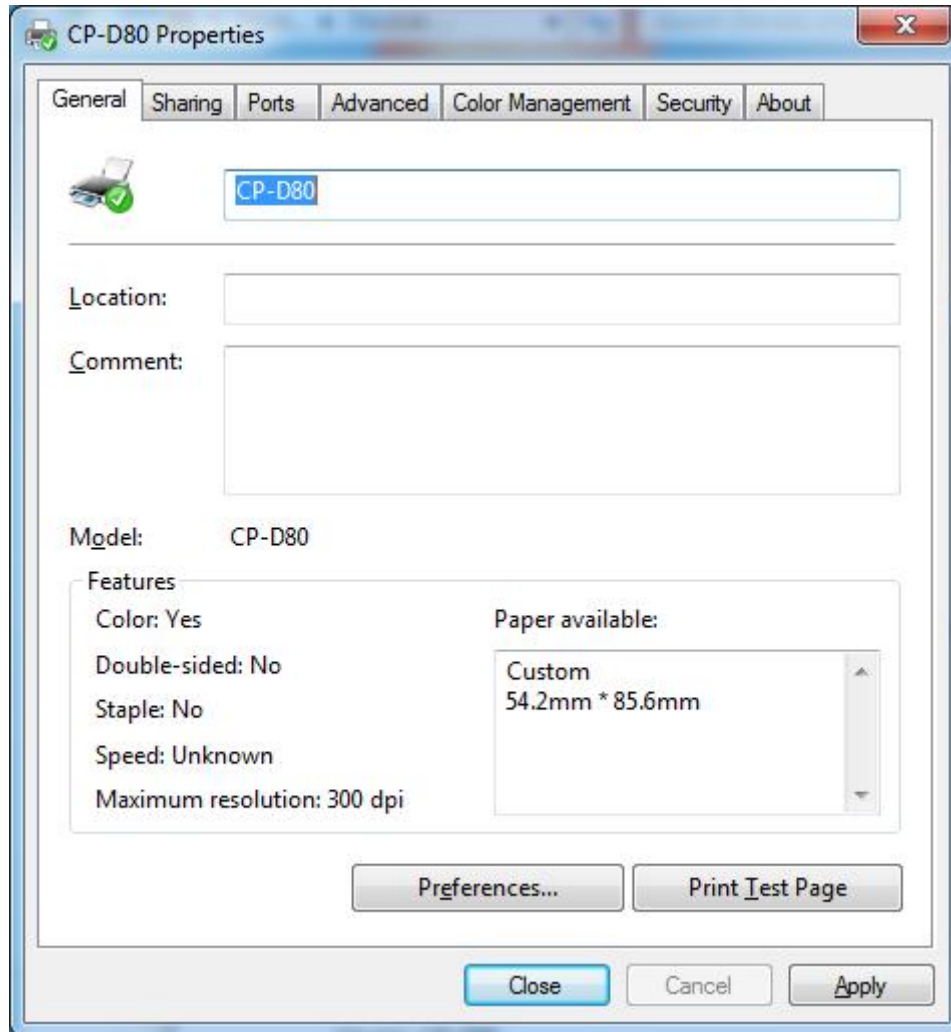 CP-D80 Properties
General Sharing Ports Advanced Color Management Security About
CP-D80
Location:
Comment:
Model: CP-D80
Features
Color: Yes
Double-sided: No
Staple: No
Speed: Unknown
Maximum resolution: 300 dpi
Paper available:
Custom
54.2mm * 85.6mm
Preferences... Print Test Page
Close Cancel Apply